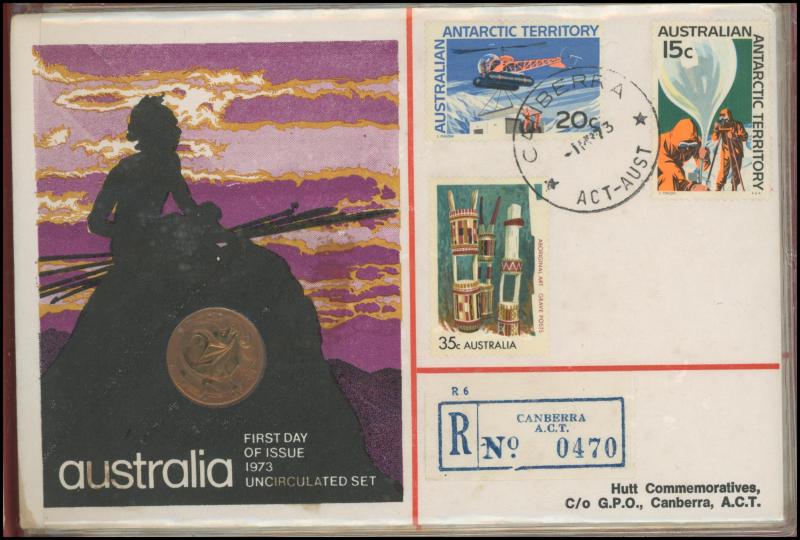 australia
FIRST DAY
OF ISSUE
1973
UNCIRCULATED SET
AUSTRALIAN
ANTARCTIC TERRITORY
20c
AUSTRALIAN
15c
ANTARCTIC TERRITORY
CANBERRA
ACT-AUST
ABORIGINAL ART GRAVE POSTS
35c AUSTRALIA
R 6
CANBERRA
A.C.T.
R No 0470
Hutt Commemoratives,
C/o G.P.O., Canberra, A.C.T.